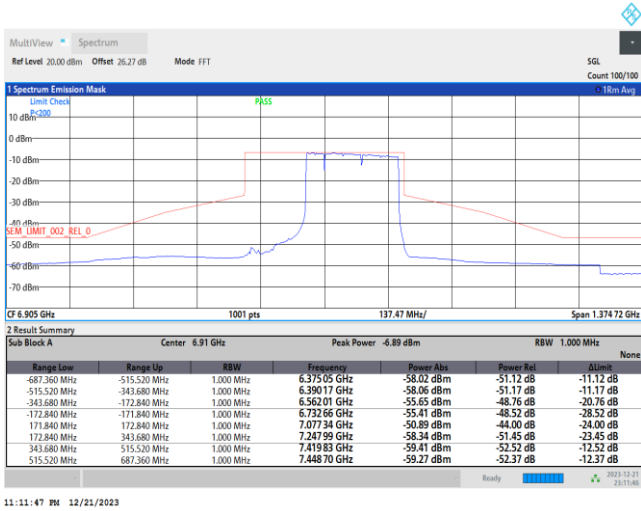 MultiView Spectrum
Ref Level 20.00 dBm Offset 26.27 dB Mode FFT SGL
Count 100/100
1 Spectrum Emission Mask 1Rm Avg
Limit Check PASS
P<200
10 dBm
0 dBm
-10 dBm
-20 dBm
-30 dBm
-40 dBm
SEM_LIMIT_002_REL_0
-50 dBm
-60 dBm
-70 dBm
CF 6.905 GHz 1001 pts 137.47 MHz/ Span 1.374 72 GHz
2 Result Summary
Sub Block A Center 6.91 GHz Peak Power -6.89 dBm RBW 1.000 MHz
None
Range Low Range Up RBW Frequency Power Abs Power Rel ΔLimit
-687.360 MHz -515.520 MHz 1.000 MHz 6.375 05 GHz -58.02 dBm -51.12 dB -11.12 dB
-515.520 MHz -343.680 MHz 1.000 MHz 6.390 17 GHz -58.06 dBm -51.17 dB -11.17 dB
-343.680 MHz -172.840 MHz 1.000 MHz 6.562 01 GHz -55.65 dBm -48.76 dB -20.76 dB
-172.840 MHz -171.840 MHz 1.000 MHz 6.732 66 GHz -55.41 dBm -48.52 dB -28.52 dB
171.840 MHz 172.840 MHz 1.000 MHz 7.077 34 GHz -50.89 dBm -44.00 dB -24.00 dB
172.840 MHz 343.680 MHz 1.000 MHz 7.247 99 GHz -58.34 dBm -51.45 dB -23.45 dB
343.680 MHz 515.520 MHz 1.000 MHz 7.419 83 GHz -59.41 dBm -52.52 dB -12.52 dB
515.520 MHz 687.360 MHz 1.000 MHz 7.448 70 GHz -59.27 dBm -52.37 dB -12.37 dB
Ready 2023-12-21
23:11:46
11:11:47 PM 12/21/2023